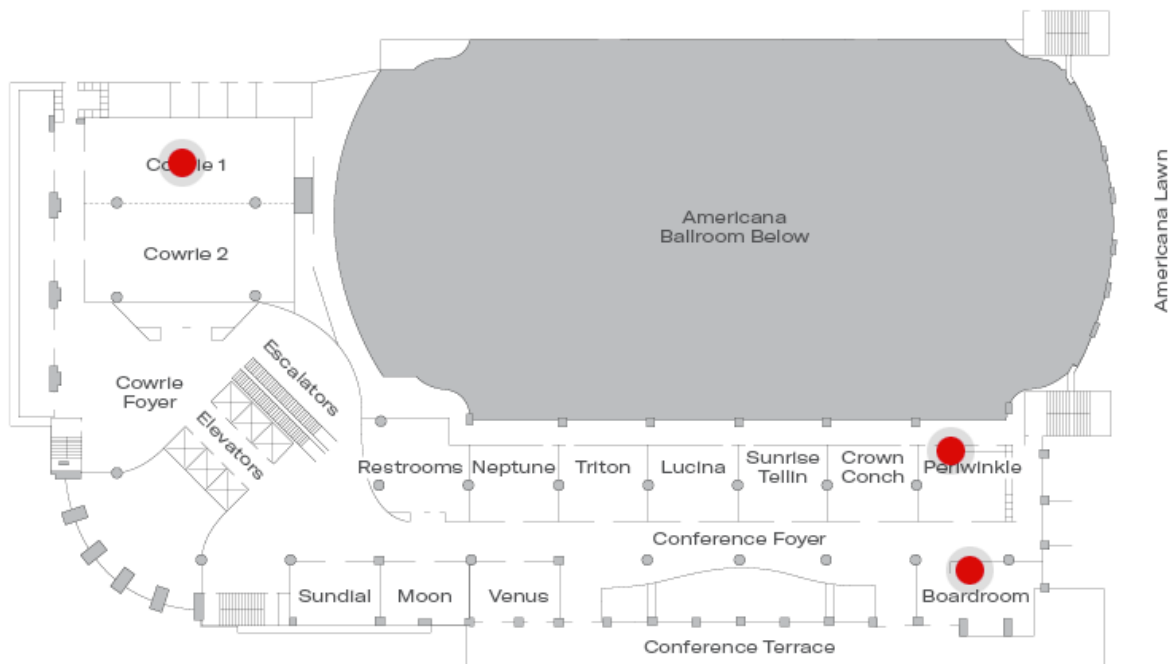 Americana Lawn
Cowrie 1
Americana
Ballroom Below
Cowrie 2
Escalators
Cowrie
Foyer
Elevators
Restrooms
Neptune
Triton
Lucina
Sunrise
Tellin
Crown
Conch
Periwinkle
Conference Foyer
Sundial
Moon
Venus
Boardroom
Conference Terrace